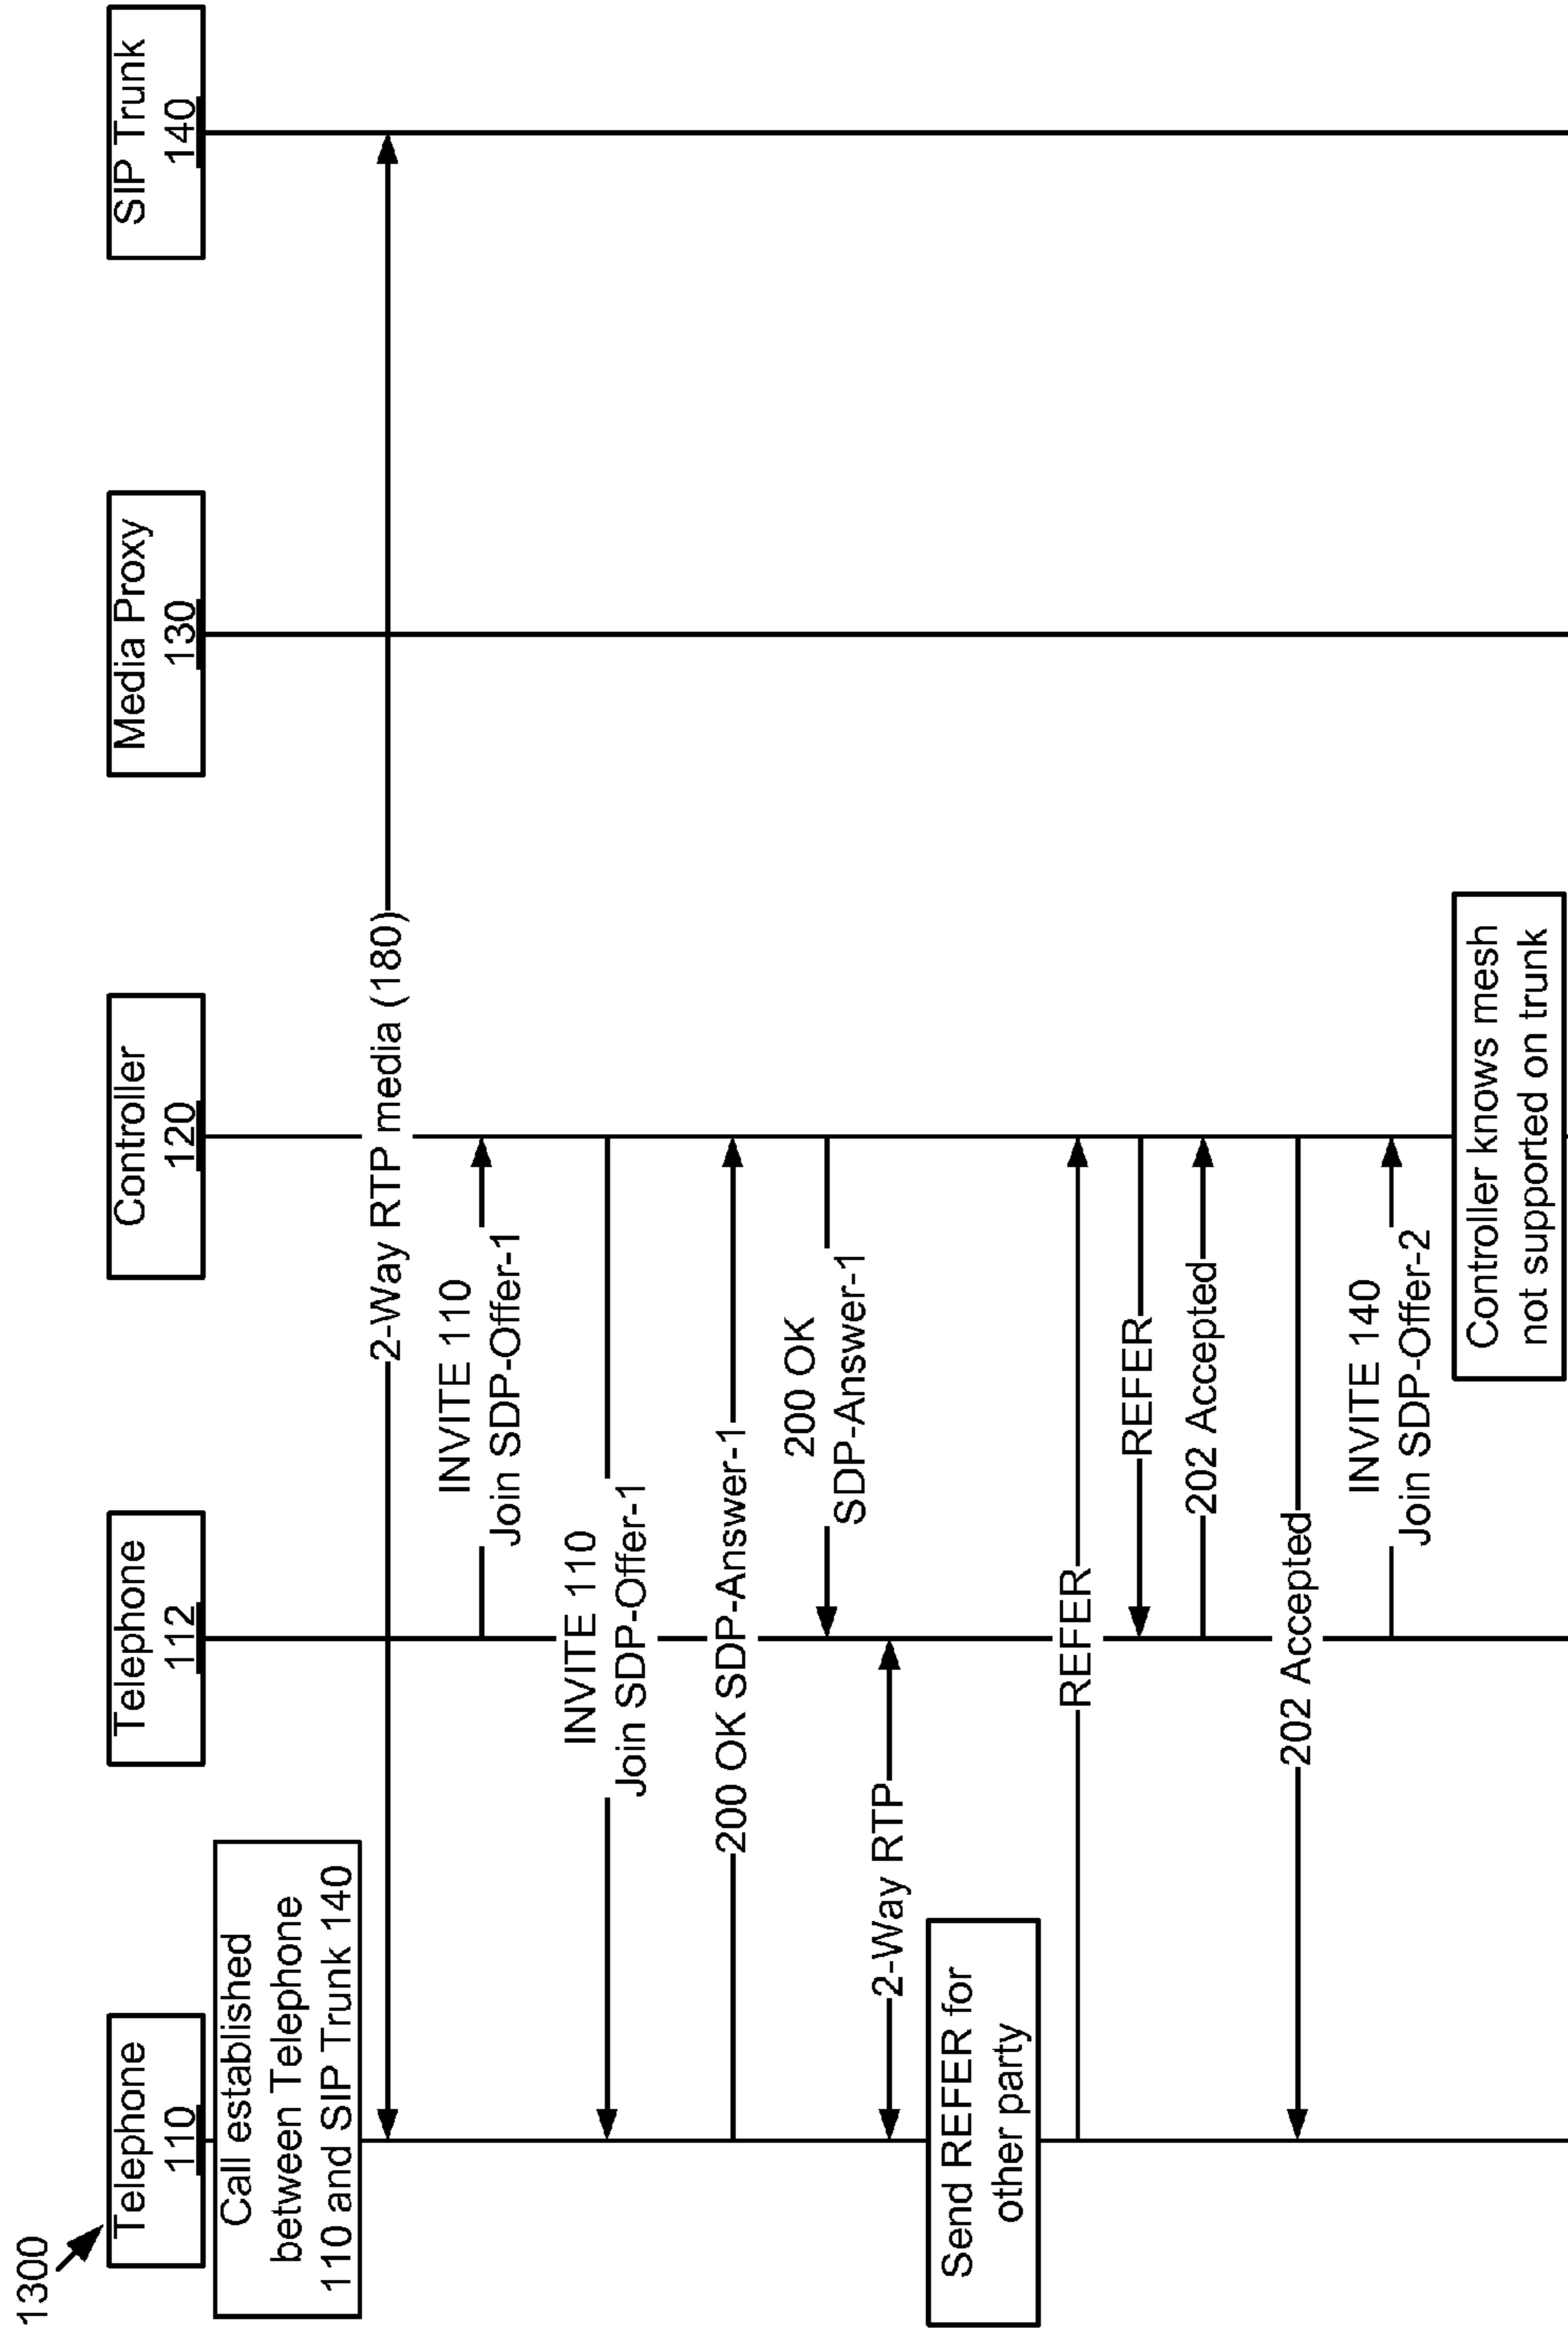 1300
Telephone
110
Telephone
112
Controller
120
Media Proxy
130
SIP Trunk
140
Call established
between Telephone
110 and SIP Trunk 140
2-Way RTP media (180)
INVITE 110
Join SDP-Offer-1
INVITE 110
Join SDP-Offer-1
200 OK SDP-Answer-1
200 OK
SDP-Answer-1
2-Way RTP
Send REFER for
other party
REFER
REFER
202 Accepted
202 Accepted
INVITE 140
Join SDP-Offer-2
Controller knows mesh
not supported on trunk